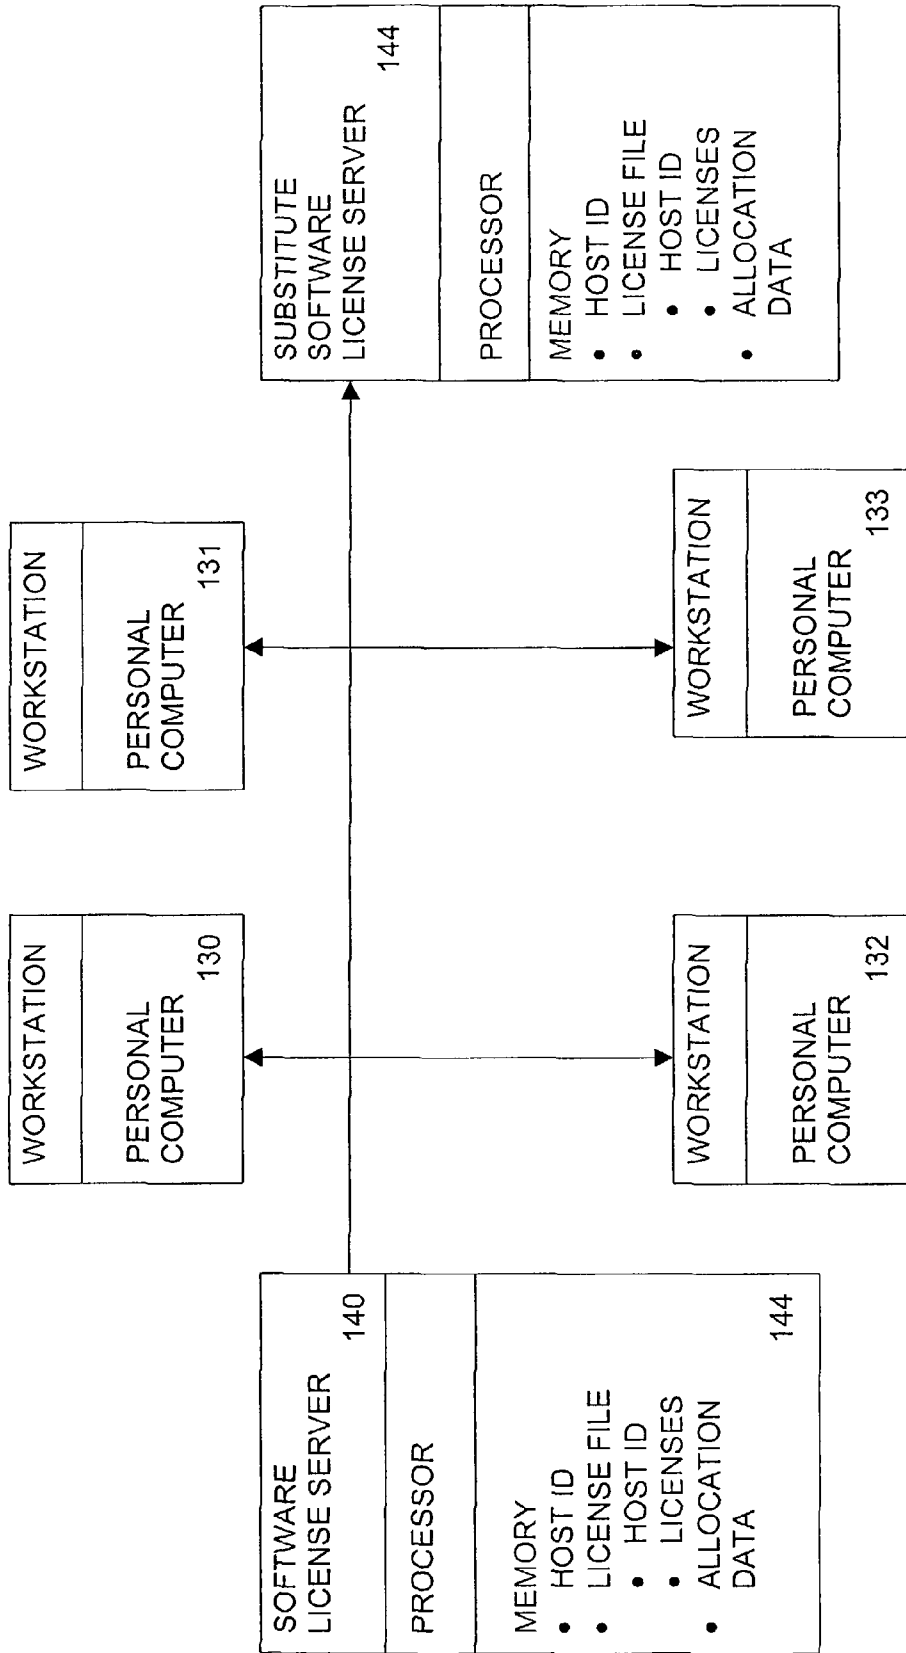 WORKSTATION
PERSONAL
COMPUTER
130
WORKSTATION
PERSONAL
COMPUTER
131
SOFTWARE
LICENSE SERVER
140
PROCESSOR
MEMORY
• HOST ID
• LICENSE FILE
• HOST ID
• LICENSES
• ALLOCATION
DATA
144
SUBSTITUTE
SOFTWARE
LICENSE SERVER
144
PROCESSOR
MEMORY
• HOST ID
• LICENSE FILE
• HOST ID
• LICENSES
ALLOCATION
• DATA
WORKSTATION
PERSONAL
COMPUTER
132
WORKSTATION
PERSONAL
COMPUTER
133